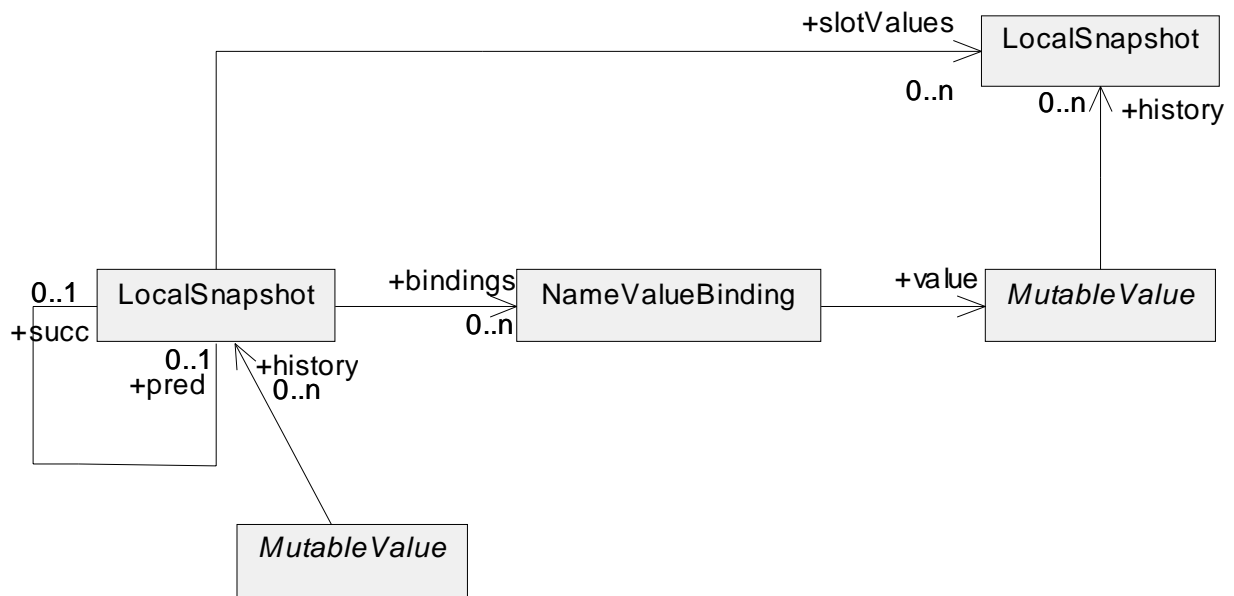 +slotValues
LocalSnapshot
0..n
0..n
+history
LocalSnapshot
+bindings
NameValueBinding
+value
MutableValue
0..1
+succ
0..n
0..1
+pred
+history
0..n
MutableValue